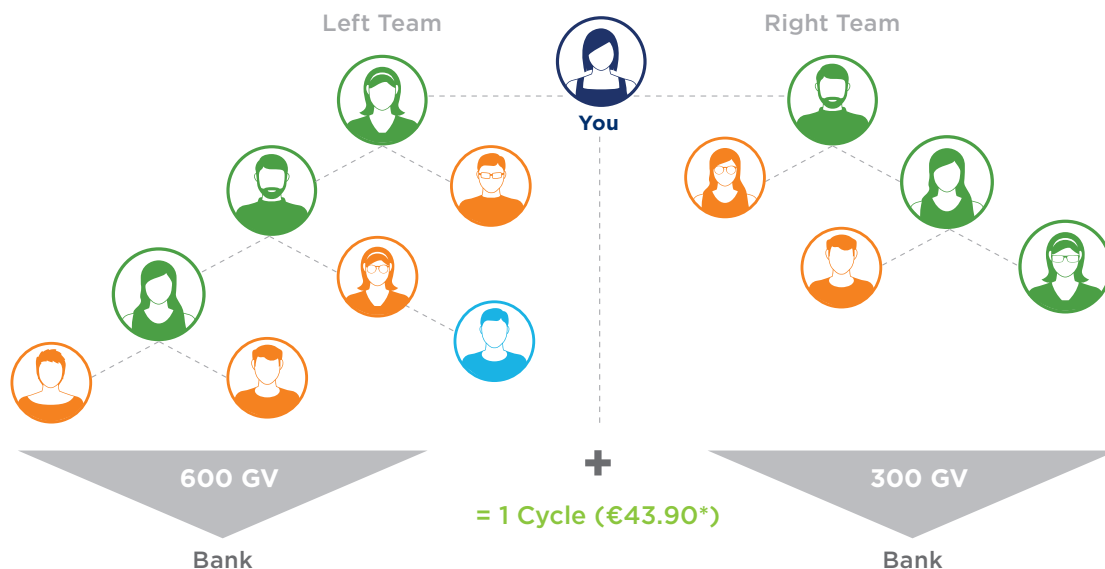 Left Team
Right Team
You
600 GV
+
300 GV
= 1 Cycle (€43.90*)
Bank
Bank